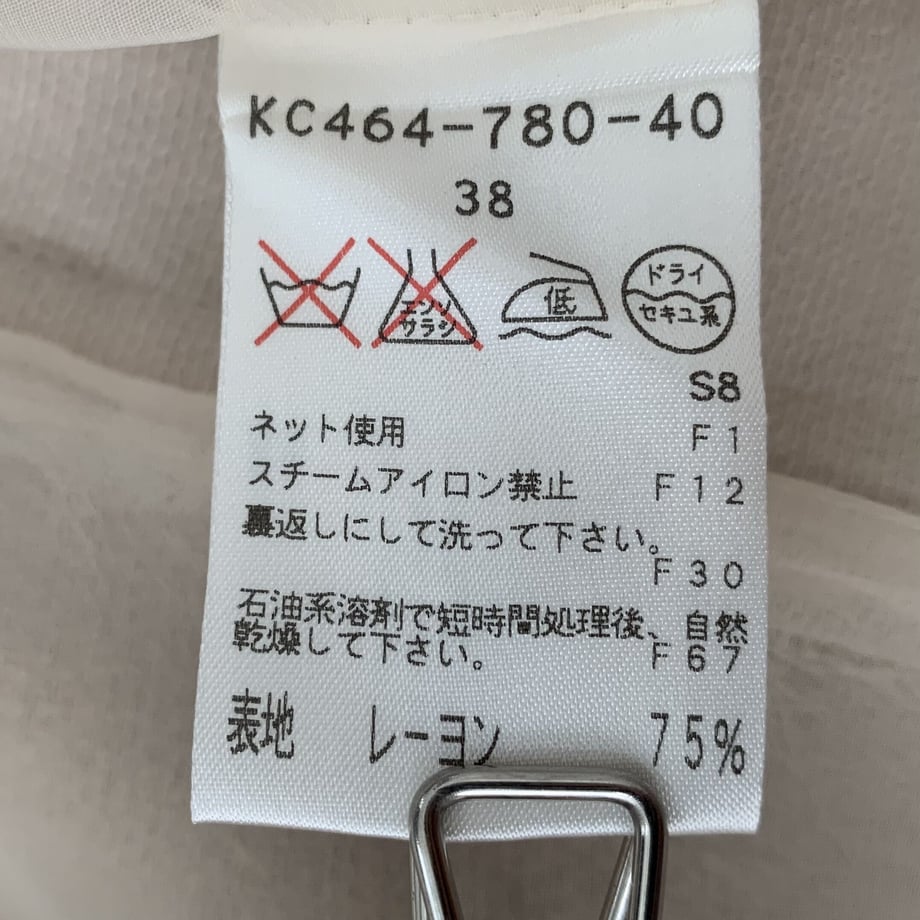 KC464-780-40
38
エンソ
サラシ
低
ドライ
セキユ系
S8
ネット使用 F1
スチームアイロン禁止 F12
裏返しにして洗って下さい。
F30
石油系溶剤で短時間処理後、自然
乾燥して下さい。 F67
表地 レーヨン 75%